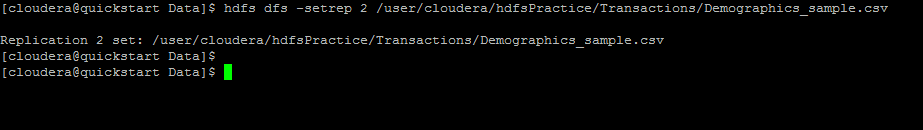 [cloudera@quickstart Data]$ hdfs dfs -setrep 2 /user/cloudera/hdfsPractice/Transactions/Demographics_sample.csv
Replication 2 set: /user/cloudera/hdfsPractice/Transactions/Demographics_sample.csv
[cloudera@quickstart Data]$
[cloudera@quickstart Data]$